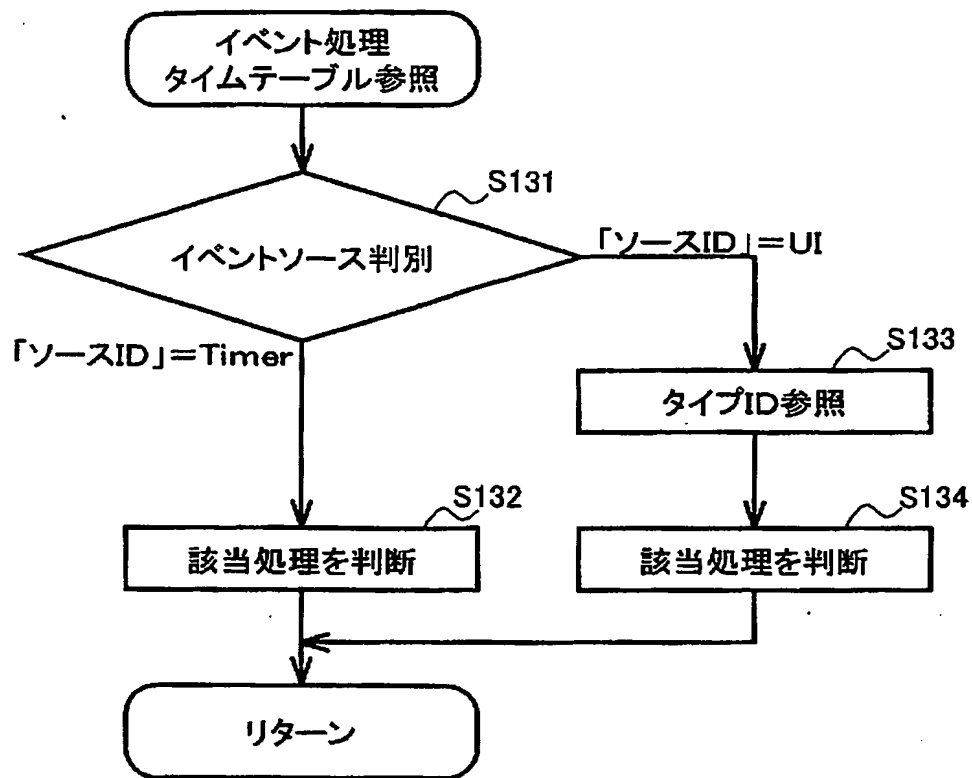 イベント処理
タイムテーブル参照
S131
イベントソース判別
「ソースID」＝UI
「ソースID」＝Timer
S133
タイプID参照
S132
該当処理を判断
S134
該当処理を判断
リターン